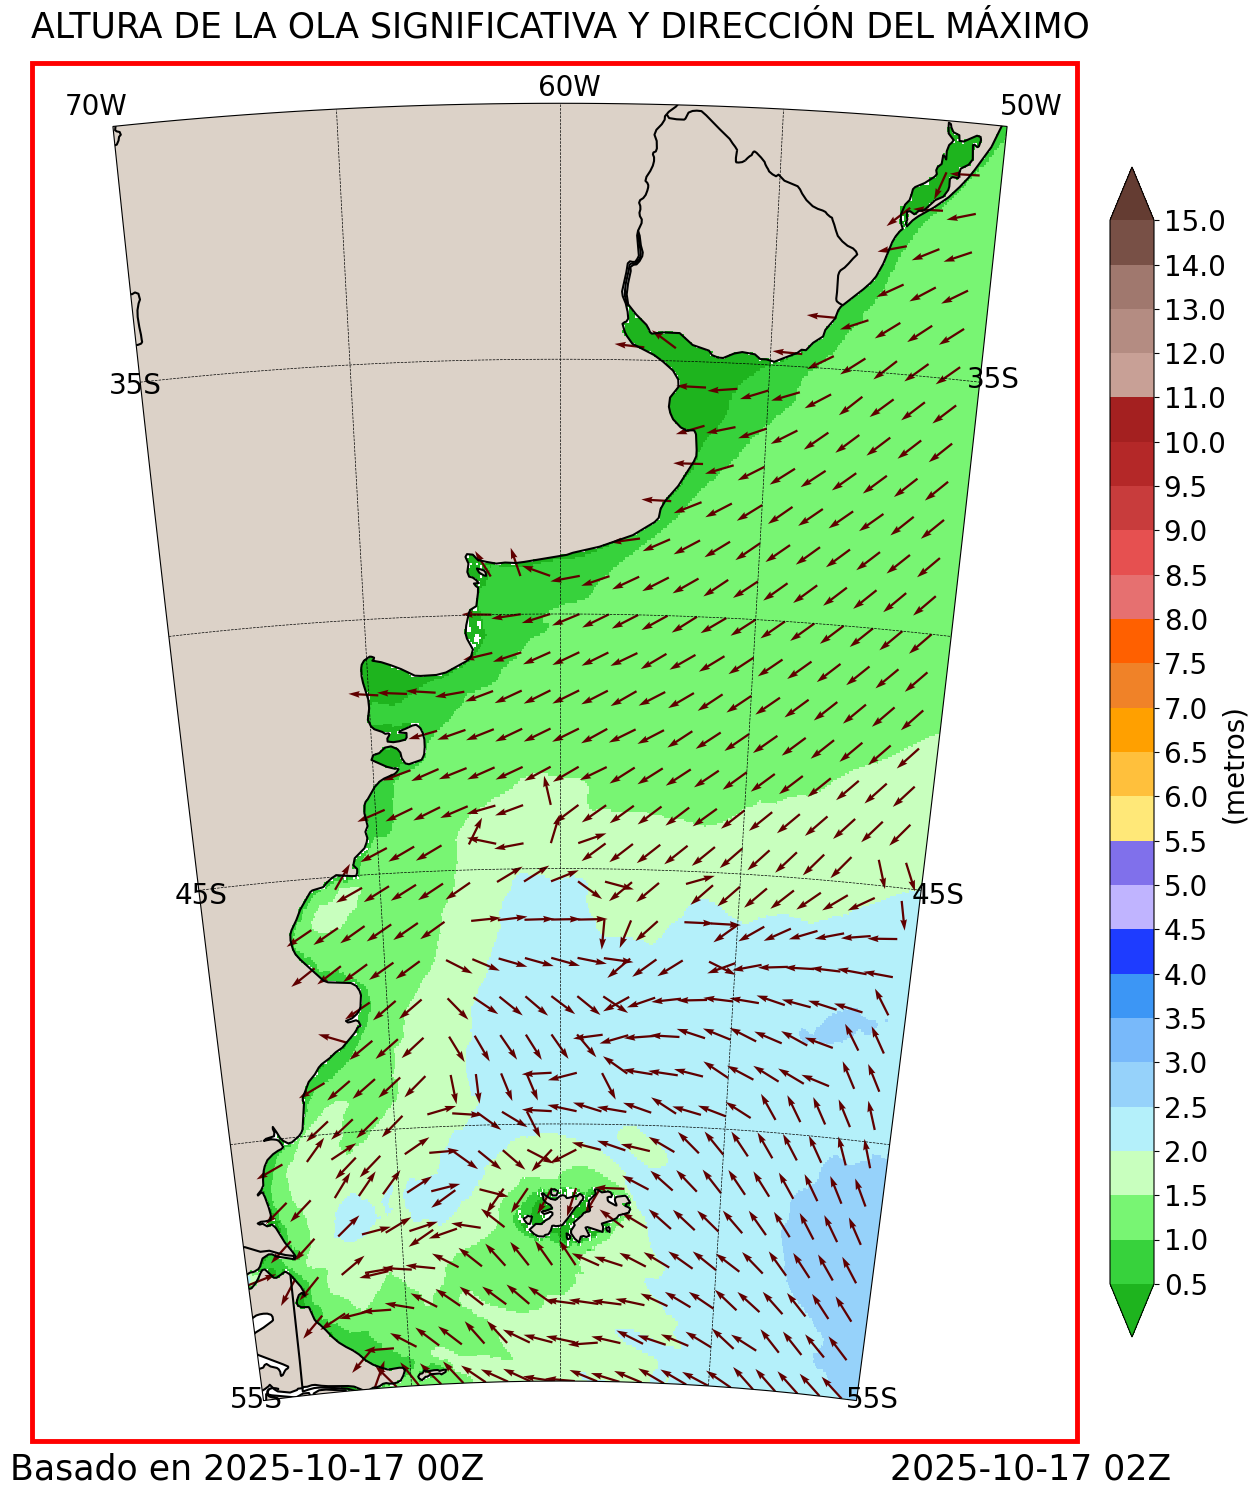 ALTURA DE LA OLA SIGNIFICATIVA Y DIRECCIÓN DEL MÁXIMO
70W
60W
50W
35S
35S
45S
45S
55S
55S
15.0
14.0
13.0
12.0
11.0
10.0
9.5
9.0
8.5
8.0
7.5
7.0
6.5
6.0
5.5
5.0
4.5
4.0
3.5
3.0
2.5
2.0
1.5
1.0
0.5
(metros)
Basado en 2025-10-17 00Z
2025-10-17 02Z